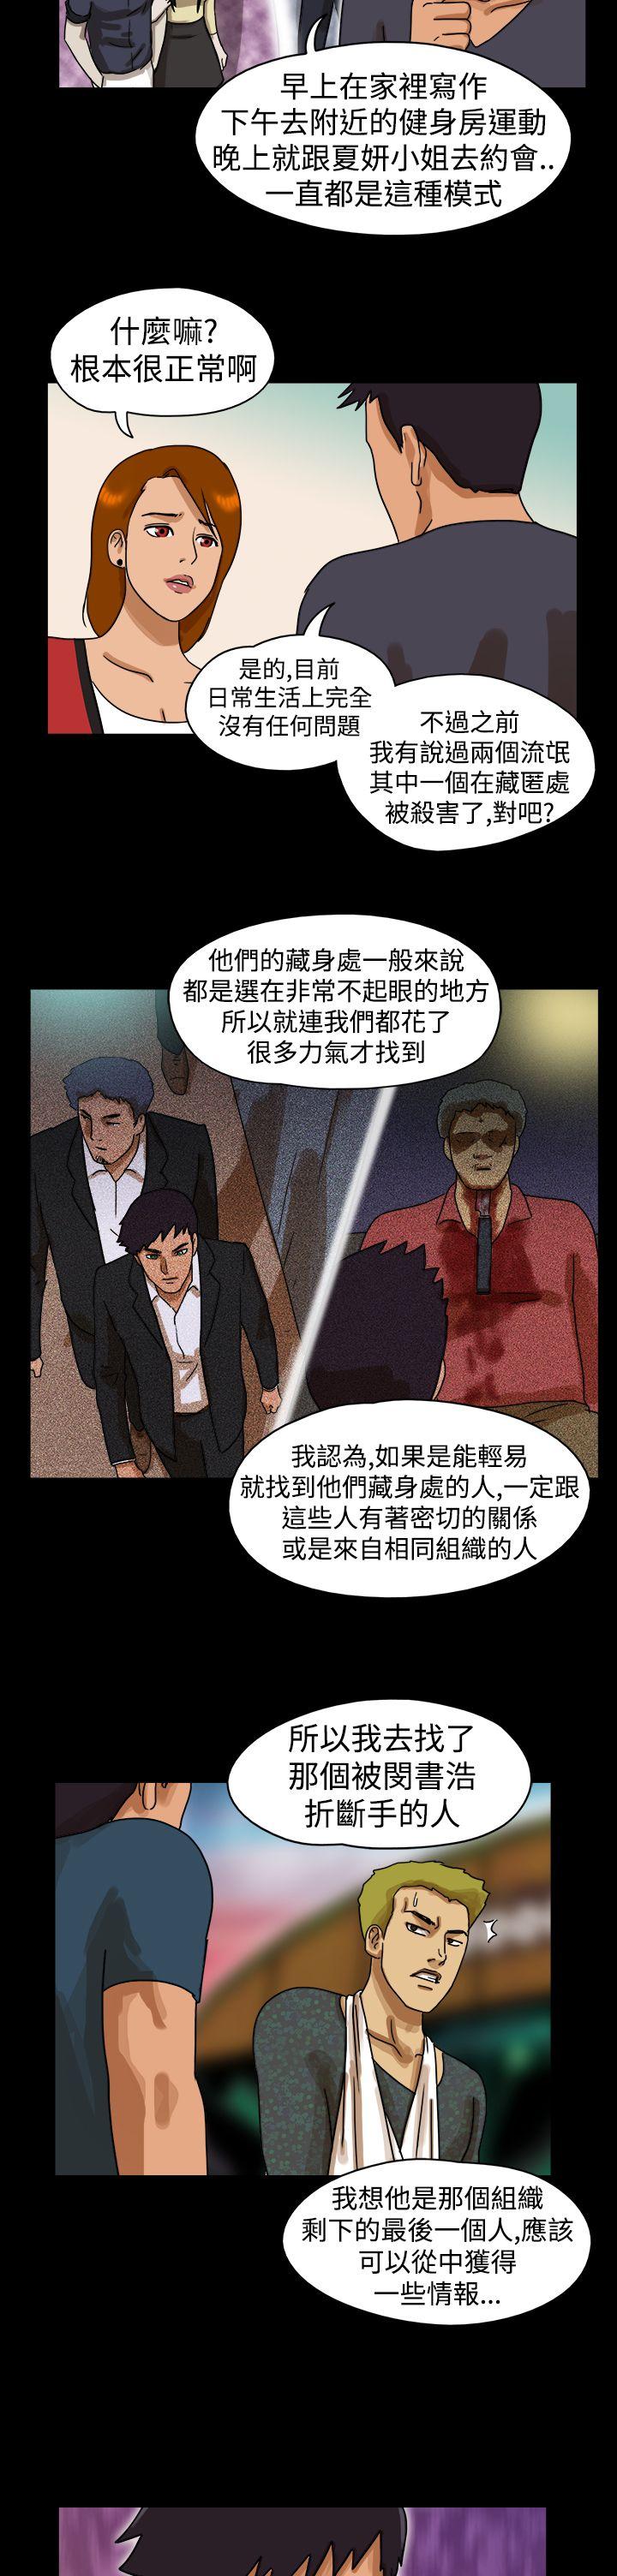 早上在家裡寫作
下午去附近的健身房運動
晚上就跟夏妍小姐去約會..
一直都是這種模式
什麼嘛?
根本很正常啊
是的,目前
日常生活上完全
沒有任何問題
不過之前
我有說過兩個流氓
其中一個在藏匿處
被殺害了,對吧?
他們的藏身處一般來說
都是選在非常不起眼的地方
所以就連我們都花了
很多力氣才找到
我認為,如果是能輕易
就找到他們藏身處的人,一定跟
這些人有著密切的關係
或是來自相同組織的人
所以我去找了
那個被閔書浩
折斷手的人
我想他是那個組織
剩下的最後一個人,應該
可以從中獲得
一些情報...